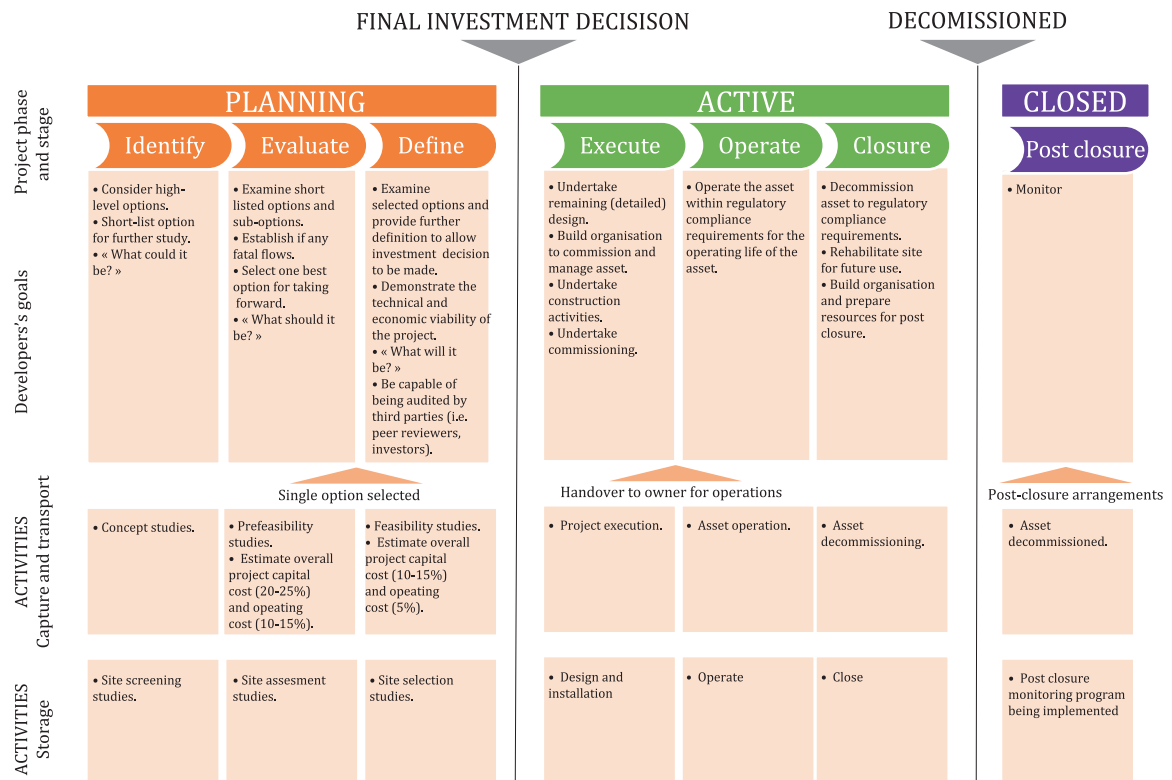 FINAL INVESTMENT DECISISON
DECOMISSIONED
Project phase
and stage
PLANNING
ACTIVE
CLOSED
Identify
Evaluate
Define
Execute
Operate
Closure
Post closure
Developers's goals
• Consider high-
level options.
• Short-list option
for further study.
• « What could it
be? »
• Examine short
listed options and
sub-options.
• Establish if any
fatal flows.
• Select one best
option for taking
forward.
• « What should it
be? »
• Examine
selected options and
provide further
definition to allow
investment decision
to be made.
• Demonstrate the
technical and
economic viability of
the project.
• « What will it
be? »
• Be capable of
being audited by
third parties (i.e.
peer reviewers,
investors).
• Undertake
remaining (detailed)
design.
• Build organisation
to commission and
manage asset.
• Undertake
construction
activities.
• Undertake
commissioning.
• Operate the asset
within regulatory
compliance
requirements for the
operating life of the
asset.
• Decommission
asset to regulatory
compliance
requirements.
• Rehabilitate site
for future use.
• Build organisation
and prepare
resources for post
closure.
• Monitor
Single option selected
Handover to owner for operations
Post-closure arrangements
ACTIVITIES
Capture and transport
• Concept studies.
• Prefeasibility
studies.
• Estimate overall
project capital
cost (20-25%)
and opeating
cost (10-15%).
• Feasibility studies.
• Estimate overall
project capital
cost (10-15%)
and operating
cost (5%).
• Project execution.
• Asset operation.
• Asset
decommissioning.
• Asset
decommisioned.
ACTIVITIES
Storage
• Site screening
studies.
• Site assesment
studies.
• Site selection
studies.
• Design and
installation
• Operate
• Close
• Post closure
monitoring program
being implemented